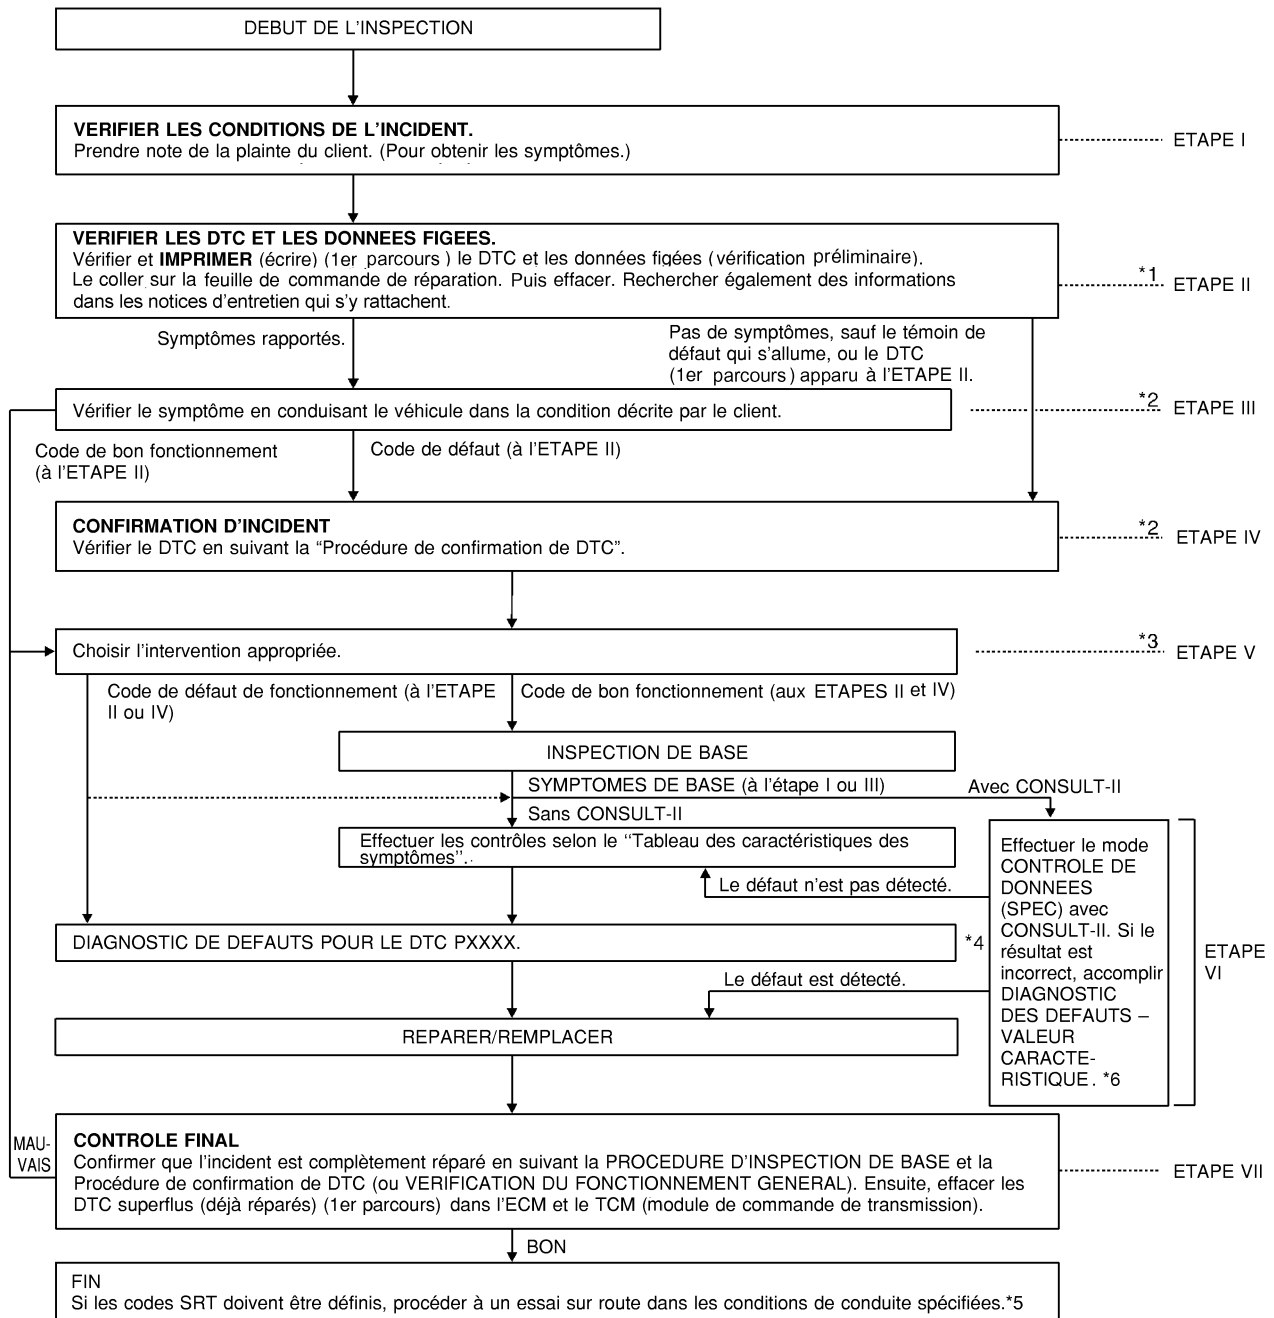 DEBUT DE L'INSPECTION
VERIFIER LES CONDITIONS DE L'INCIDENT.
Prendre note de la plainte du client. (Pour obtenir les symptômes.)
ETAPE I
VERIFIER LES DTC ET LES DONNEES FIGEES.
Vérifier et IMPRIMER (écrire) (1er parcours) le DTC et les données figées (vérification préliminaire).
Le coller sur la feuille de commande de réparation. Puis effacer. Rechercher également des informations
dans les notices d'entretien qui s'y rattachent.
*1
ETAPE II
Symptômes rapportés.
Pas de symptômes, sauf le témoin de
défaut qui s'allume, ou le DTC
(1er parcours) apparu à l'ETAPE II.
Vérifier le symptôme en conduisant le véhicule dans la condition décrite par le client.
*2
ETAPE III
Code de bon fonctionnement
(à l'ETAPE II)
Code de défaut (à l'ETAPE II)
CONFIRMATION D'INCIDENT
Vérifier le DTC en suivant la “Procédure de confirmation de DTC”.
*2
ETAPE IV
Choisir l'intervention appropriée.
*3
ETAPE V
Code de défaut de fonctionnement (à l'ETAPE
II ou IV)
Code de bon fonctionnement (aux ETAPES II et IV)
INSPECTION DE BASE
SYMPTOMES DE BASE (à l'étape I ou III)
Avec CONSULT-II
Sans CONSULT-II
Effectuer les contrôles selon le ‘‘Tableau des caractéristiques des
symptômes’’.
Le défaut n'est pas détecté.
DIAGNOSTIC DE DEFAUTS POUR LE DTC PXXXX.
*4
Le défaut est détecté.
REPARER/REMPLACER
Effectuer le mode
CONTROLE DE
DONNEES
(SPEC) avec
CONSULT-II. Si le
résultat est
incorrect, accomplir
DIAGNOSTIC
DES DEFAUTS –
VALEUR
CARACTE-
RISTIQUE. *6
ETAPE
VI
MAU-
VAIS
CONTROLE FINAL
Confirmer que l'incident est complètement réparé en suivant la PROCEDURE D'INSPECTION DE BASE et la
Procédure de confirmation de DTC (ou VERIFICATION DU FONCTIONNEMENT GENERAL). Ensuite, effacer les
DTC superflus (déjà réparés) (1er parcours) dans l'ECM et le TCM (module de commande de transmission).
ETAPE VII
BON
FIN
Si les codes SRT doivent être définis, procéder à un essai sur route dans les conditions de conduite spécifiées.*5